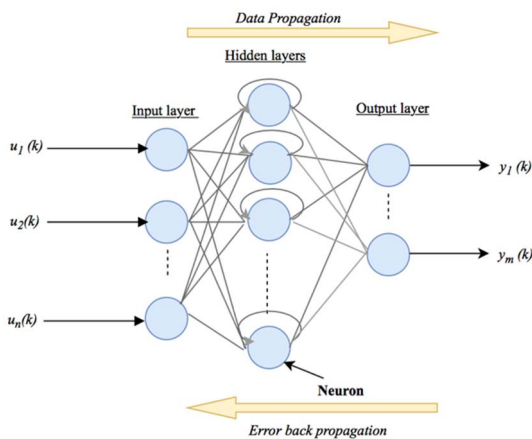 Data Propagation
Hidden layers
Input layer
Output layer
u1 (k)
y1 (k)
u2(k)
ym (k)
un(k)
Neuron
Error back propagation